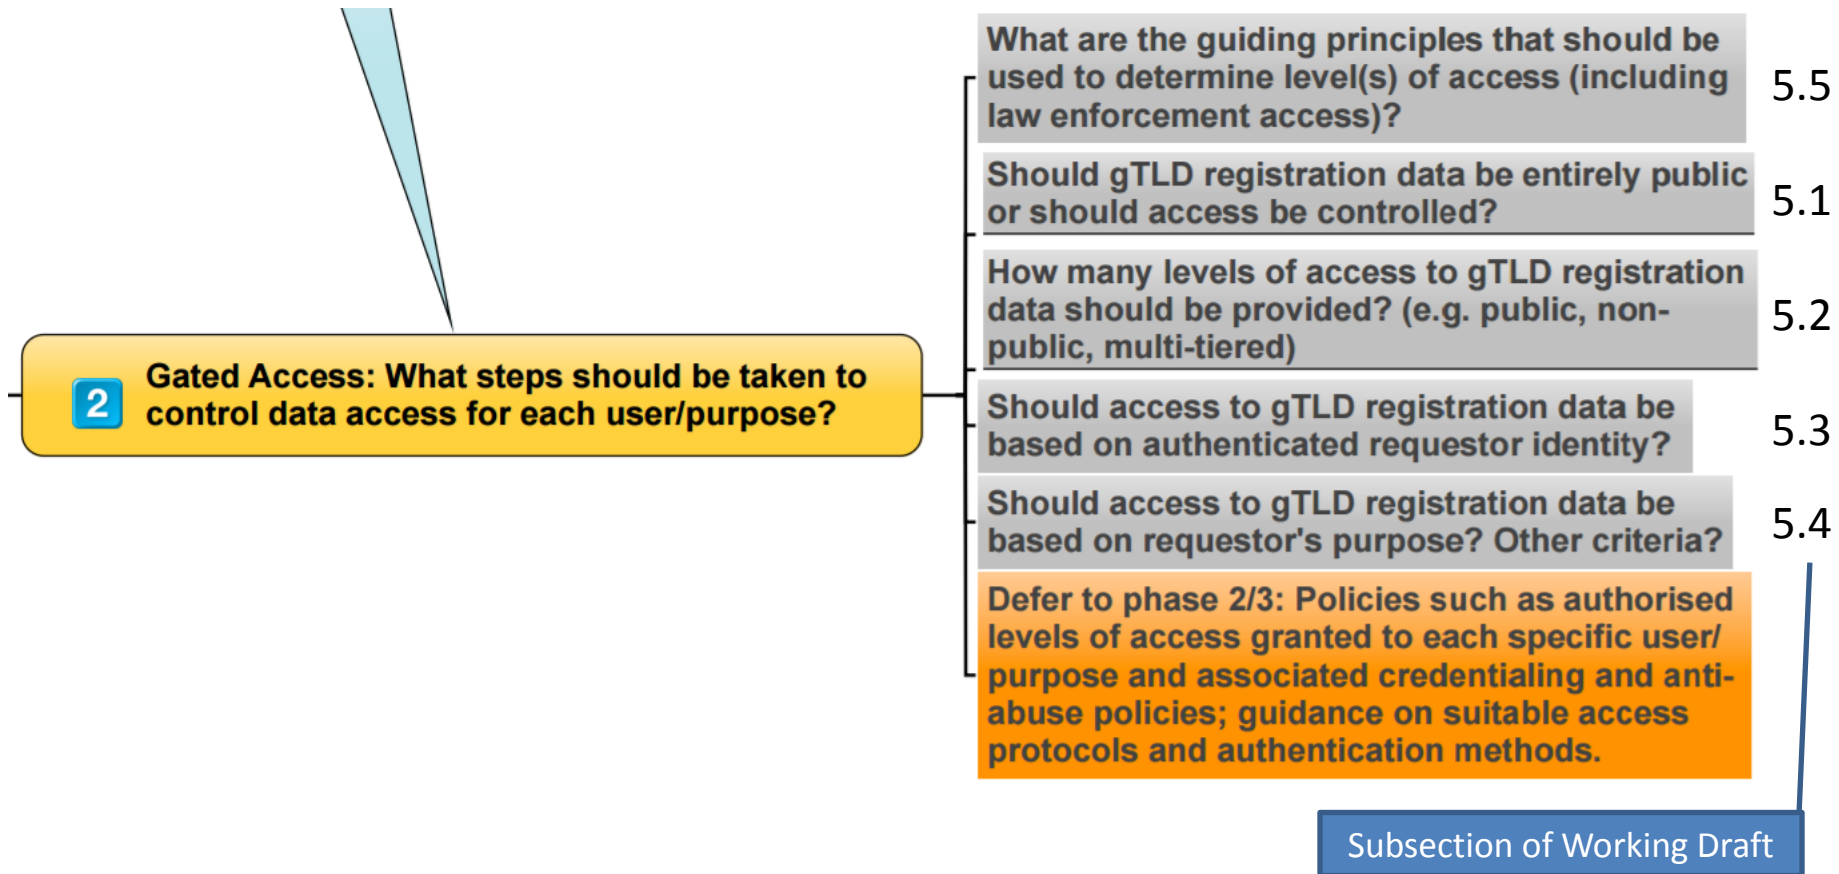 What are the guiding principles that should be
used to determine level(s) of access (including
law enforcement access)?
5.5
Should gTLD registration data be entirely public
or should access be controlled?
5.1
How many levels of access to gTLD registration
data should be provided? (e.g. public, non-
public, multi-tiered)
5.2
2
Gated Access: What steps should be taken to
control data access for each user/purpose?
Should access to gTLD registration data be
based on authenticated requestor identity?
5.3
Should access to gTLD registration data be
based on requestor's purpose? Other criteria?
5.4
Defer to phase 2/3: Policies such as authorised
levels of access granted to each specific user/
purpose and associated credentialing and anti-
abuse policies; guidance on suitable access
protocols and authentication methods.
Subsection of Working Draft